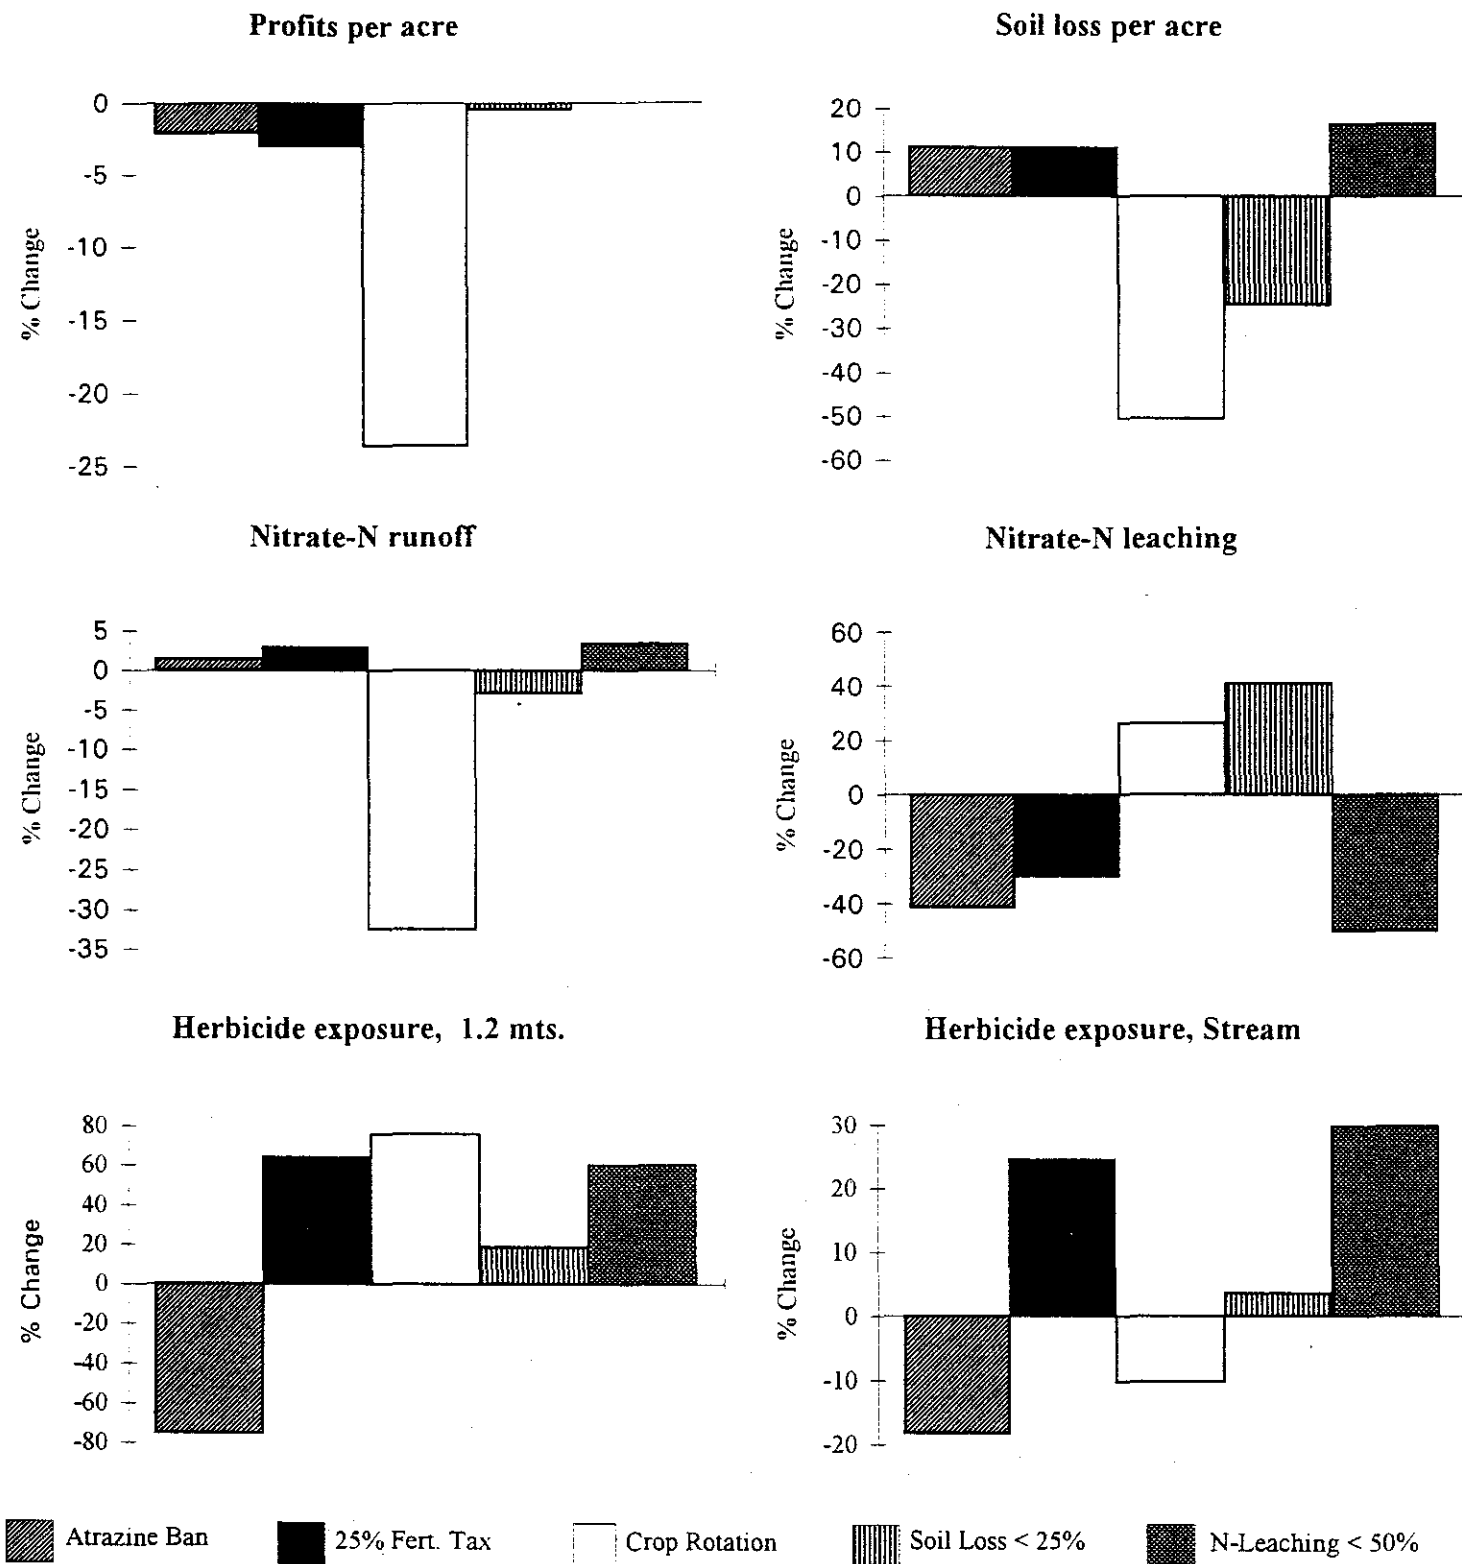 Profits per acre
% Change
0
-5
-10
-15
-20
-25
Soil loss per acre
% Change
20
10
0
-10
-20
-30
-40
-50
-60
Nitrate-N runoff
% Change
5
0
-5
-10
-15
-20
-25
-30
-35
Nitrate-N leaching
% Change
60
40
20
0
-20
-40
-60
Herbicide exposure, 1.2 mts.
% Change
80
60
40
20
0
-20
-40
-60
-80
Herbicide exposure, Stream
% Change
30
20
10
0
-10
-20
Atrazine Ban
25% Fert. Tax
Crop Rotation
Soil Loss < 25%
N-Leaching < 50%